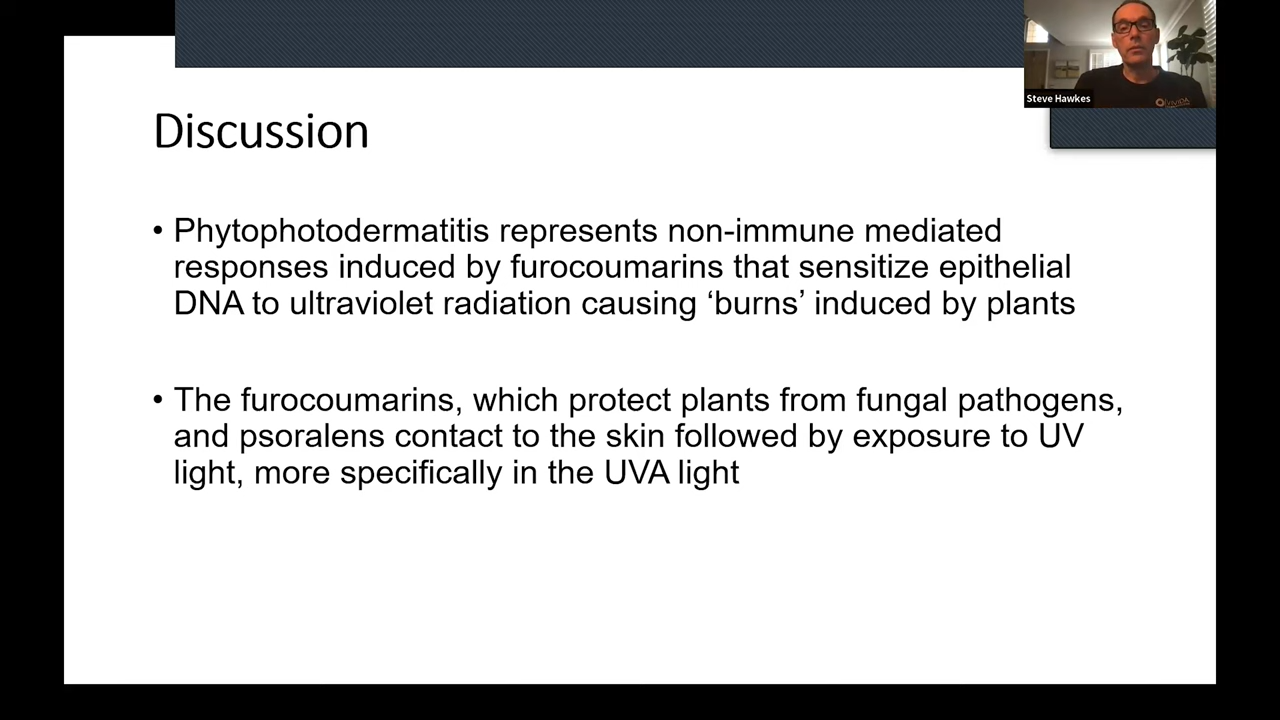 Steve Hawkes
VIVIDA
Discussion
• Phytophotodermatitis represents non-immune mediated
responses induced by furocoumarins that sensitize epithelial
DNA to ultraviolet radiation causing ‘burns’ induced by plants
• The furocoumarins, which protect plants from fungal pathogens,
and psoralens contact to the skin followed by exposure to UV
light, more specifically in the UVA light